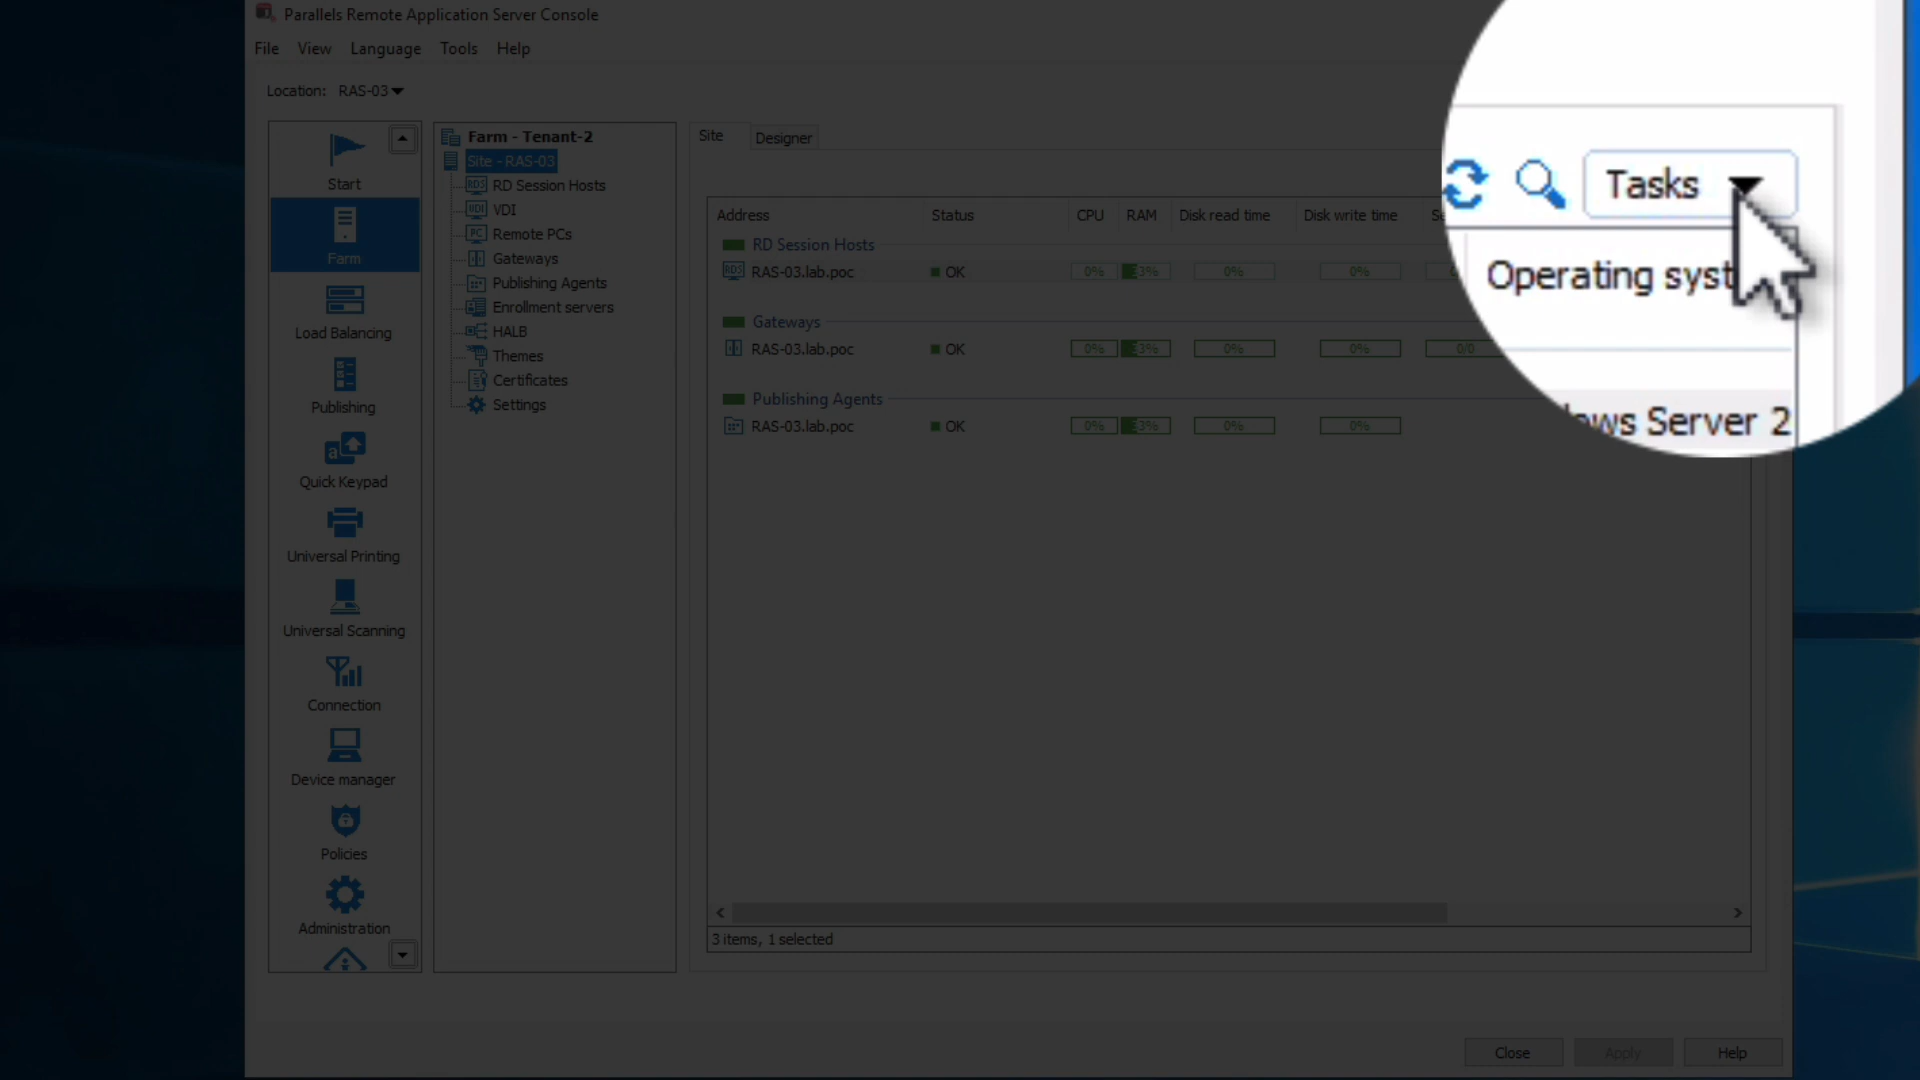 Parallels Remote Application Server Console
File View Language Tools Help
Location: RAS-03
Start
Farm
Load Balancing
Publishing
Quick Keypad
Universal Printing
Universal Scanning
Connection
Device manager
Policies
Administration
Farm - Tenant-2
Site - RAS-03
RD Session Hosts
VDI
Remote PCs
Gateways
Publishing Agents
Enrollment servers
HALB
Themes
Certificates
Settings
Site Designer
Tasks
Address Status CPU RAM Disk read time Disk write time Se
Operating syst
RD Session Hosts
RAS-03.lab.poc OK 0% 3% 0% 0%
Gateways
RAS-03.lab.poc OK 0% 3% 0% 0% 0/0
Publishing Agents
RAS-03.lab.poc OK 0% 3% 0% 0%
ows Server 2
3 items, 1 selected
Close Apply Help